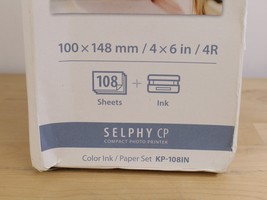 100 × 148 mm / 4 × 6 in / 4R
108 +
Sheets Ink
SELPHY CP
COMPACT PHOTO PRINTER
Color Ink / Paper Set KP-108IN